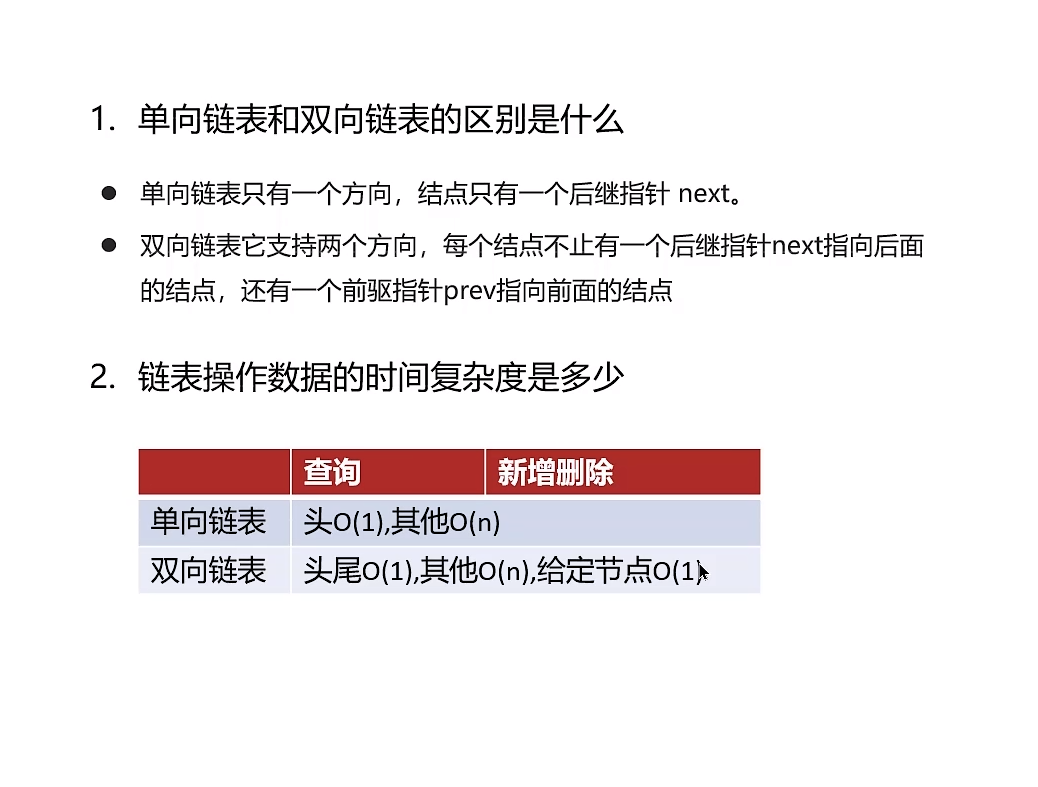 1. 单向链表和双向链表的区别是什么
● 单向链表只有一个方向，结点只有一个后继指针 next。
● 双向链表它支持两个方向，每个结点不止有一个后继指针next指向后面
的结点，还有一个前驱指针prev指向前面的结点
2. 链表操作数据的时间复杂度是多少
查询 新增删除
单向链表 头O(1),其他O(n)
双向链表 头尾O(1),其他O(n),给定节点O(1)